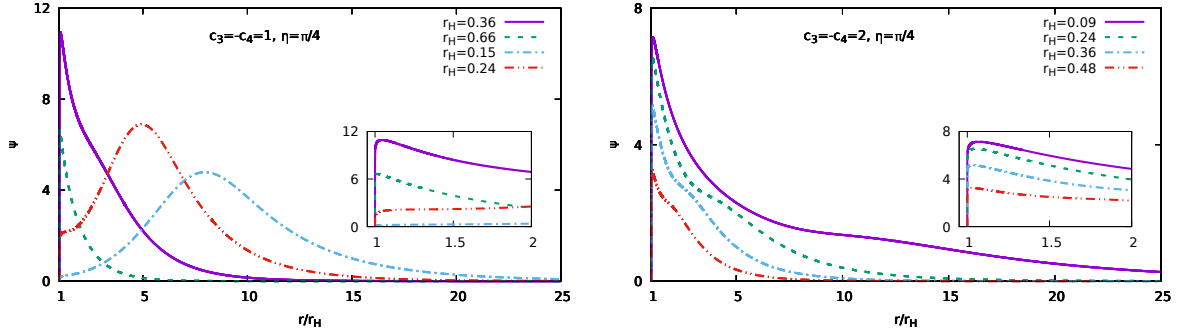 c3=-c4=1, η=π/4
rH=0.36
rH=0.66
rH=0.15
rH=0.24
12
8
4
0
ψ
1
5
10
15
20
25
r/rH
12
6
0
1
1.5
2
c3=-c4=2, η=π/4
rH=0.09
rH=0.24
rH=0.36
rH=0.48
8
4
0
ψ
1
5
10
15
20
25
r/rH
8
4
0
1
1.5
2